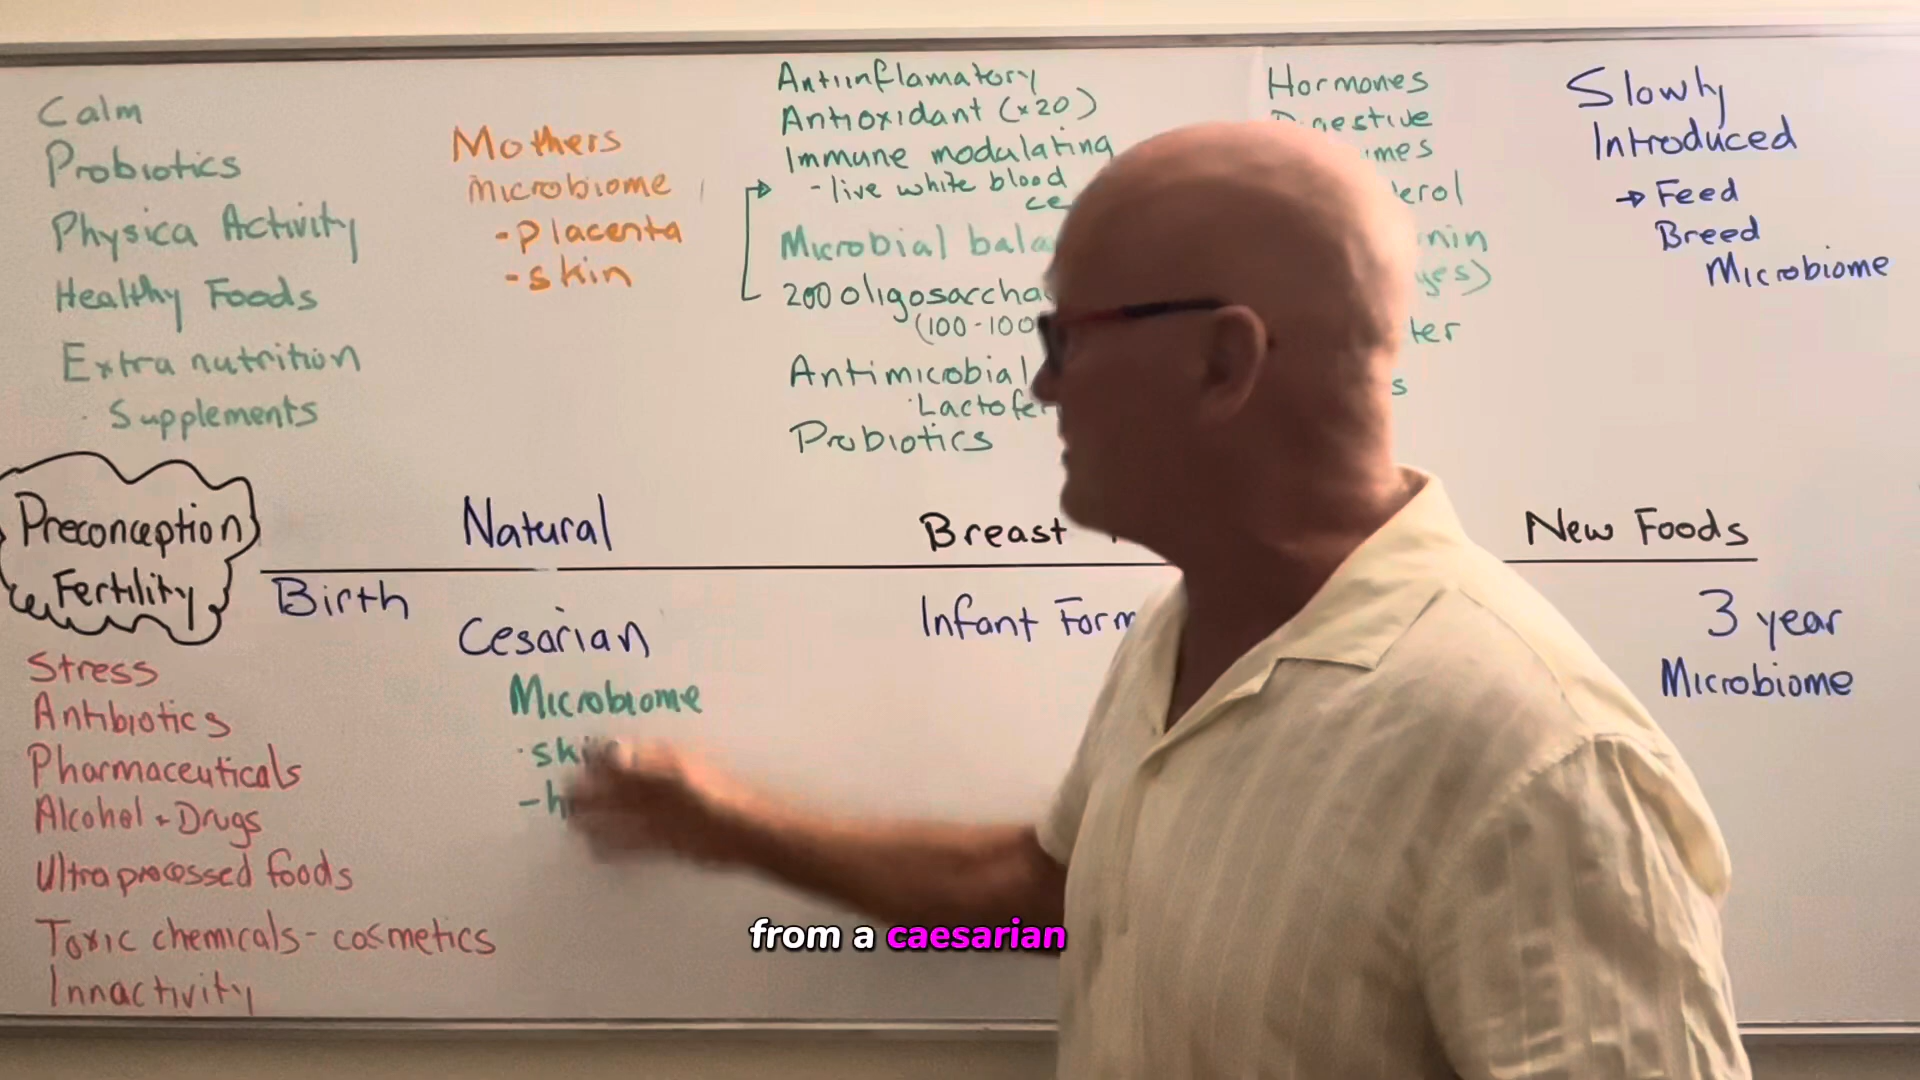 Calm
Probiotics
Physica Activity
Healthy Foods
Extra nutrition
· Supplements
Preconception
Fertility
Stress
Antibiotics
Pharmaceuticals
Alcohol + Drugs
Ultraprocessed foods
Toxic chemicals - cosmetics
Innactivity
Mothers
microbiome
- Placenta
- skin
Natural
Birth
Cesarian
Microbiome
Antiinflamatory
Antioxidant (x20)
Immune modulating
- live white blood
Microbial
200
(100-100
Antimicrobial
Probiotics
Breast
Infant
Hormones
Slowly
Introduced
→ Feed
Breed
Microbiome
New Foods
3 year
Microbiome
from a caesarian